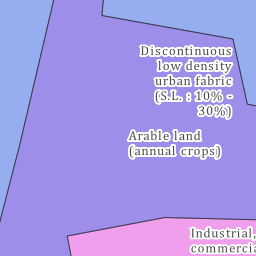 Discontinuous
low density
urban fabric
(S.L. : 10% -
30%)
Arable land
(annual crops)
Industrial,
commercia